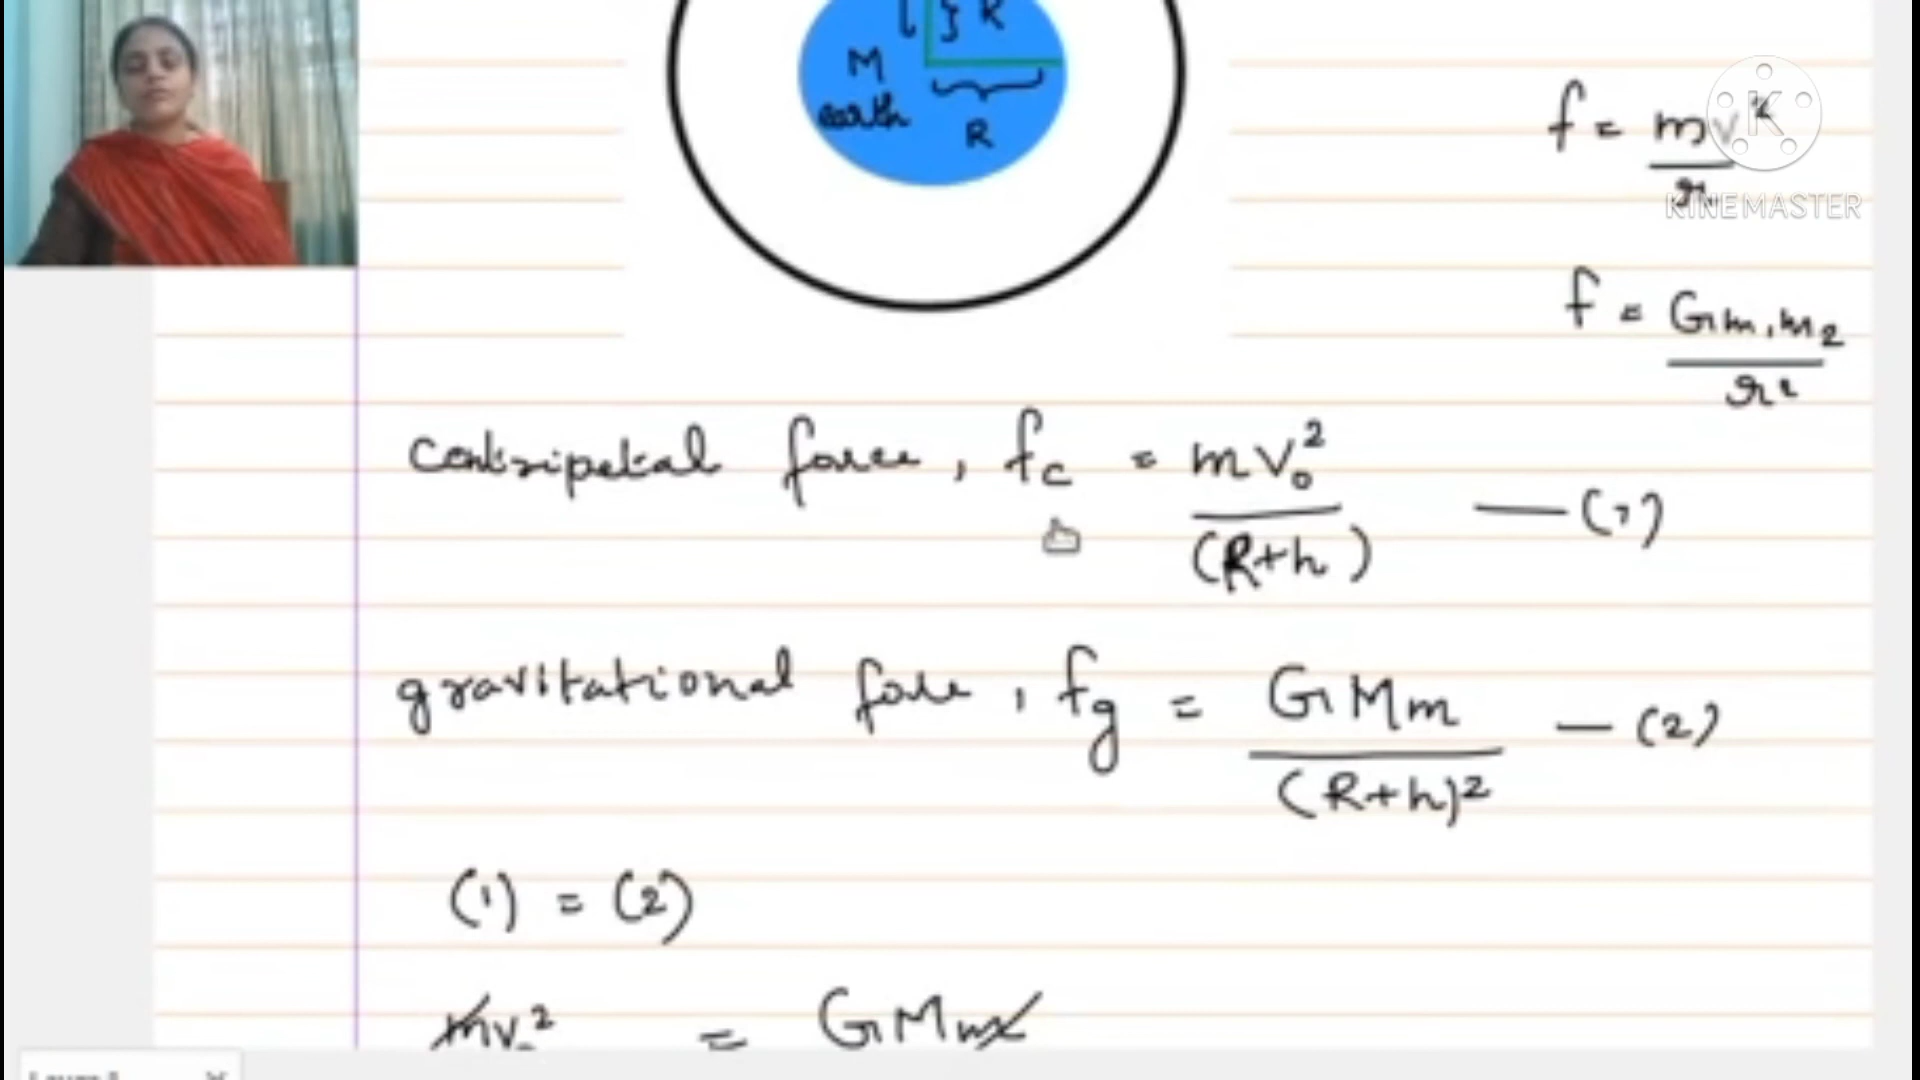 } R
M
earth
R
f = mv²/r
KINEMASTER
f = Gm₁m₂/r²
centripetal force, fc = mv₀²/(R+h) — (1)
gravitational force, fg = GMm/(R+h)² — (2)
(1) = (2)
mv₀² = GMm